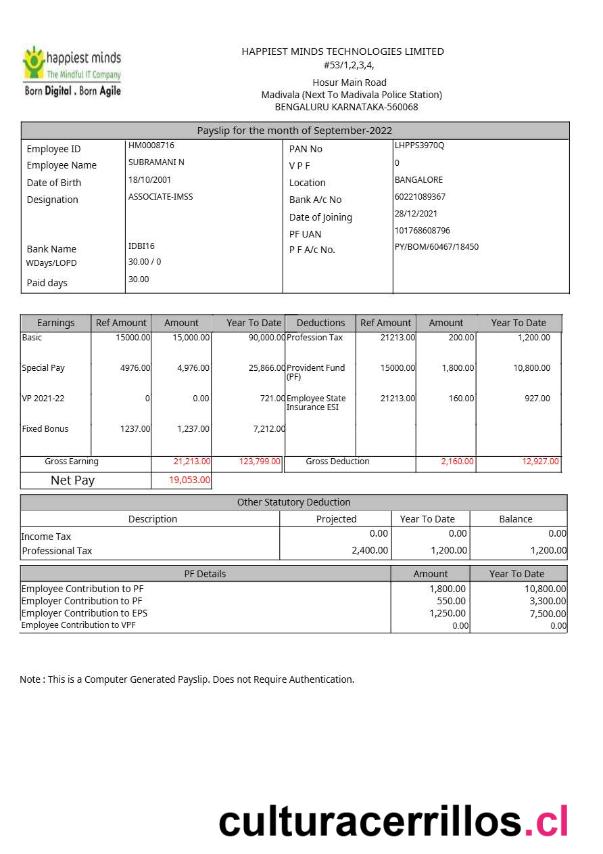 happiest minds
The Mindful IT Company
Born Digital . Born Agile
HAPPIEST MINDS TECHNOLOGIES LIMITED
#53/1,2,3,4,
Hosur Main Road
Madivala (Next To Madivala Police Station)
BENGALURU KARNATAKA-560068
Payslip for the month of September-2022
Employee ID HM0008716 PAN No LHPPS3970Q
Employee Name SUBRAMANI N V P F 0
Date of Birth 18/10/2001 Location BANGALORE
Designation ASSOCIATE-IMSS Bank A/c No 60221089367
Date of Joining 28/12/2021
PF UAN 101768608796
Bank Name IDBI16 P F A/c No. PY/BOM/60467/18450
WDays/LOPD 30.00 / 0
Paid days 30.00
Earnings Ref Amount Amount Year To Date Deductions Ref Amount Amount Year To Date
Basic 15000.00 15,000.00 90,000.00 Profession Tax 21213.00 200.00 1,200.00
Special Pay 4976.00 4,976.00 25,866.00 Provident Fund 15000.00 1,800.00 10,800.00
(PF)
VP 2021-22 0 0.00 721.00 Employee State 21213.00 160.00 927.00
Insurance ESI
Fixed Bonus 1237.00 1,237.00 7,212.00
Gross Earning 21,213.00 123,799.00 Gross Deduction 2,160.00 12,927.00
Net Pay 19,053.00
Other Statutory Deduction
Description Projected Year To Date Balance
Income Tax 0.00 0.00 0.00
Professional Tax 2,400.00 1,200.00 1,200.00
PF Details Amount Year To Date
Employee Contribution to PF 1,800.00 10,800.00
Employer Contribution to PF 550.00 3,300.00
Employer Contribution to EPS 1,250.00 7,500.00
Employee Contribution to VPF 0.00 0.00
Note : This is a Computer Generated Payslip. Does not Require Authentication.
culturacerrillos.cl